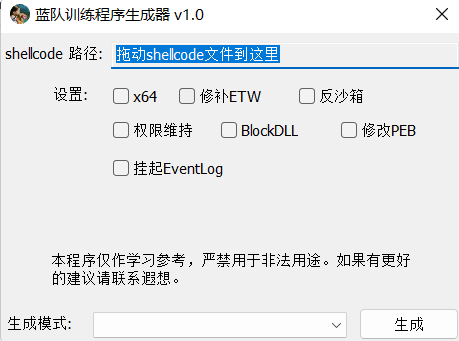 蓝队训练程序生成器 v1.0
shellcode 路径: 拖动shellcode文件到这里
设置: x64 修补ETW 反沙箱
权限维持 BlockDLL 修改PEB
挂起EventLog
本程序仅作学习参考，严禁用于非法用途。如果有更好
的建议请联系遐想。
生成模式: 生成